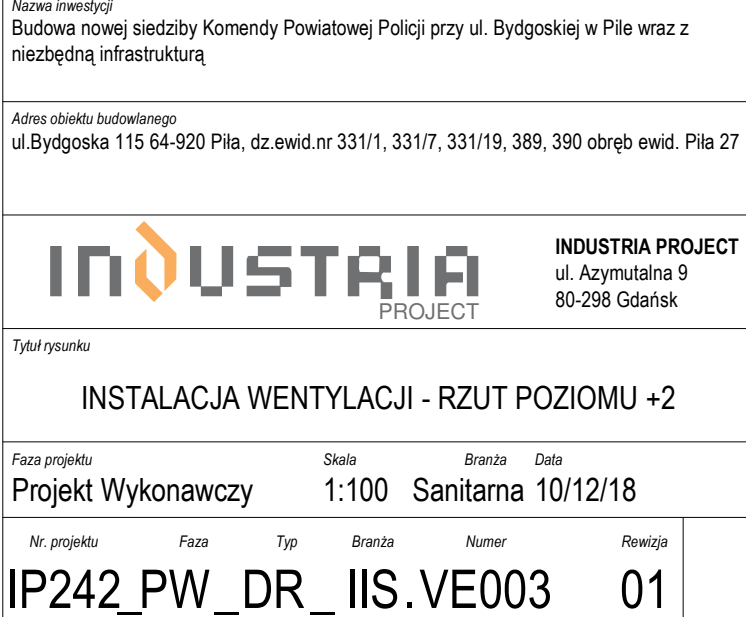 Nazwa inwestycji
Budowa nowej siedziby Komendy Powiatowej Policji przy ul. Bydgoskiej w Pile wraz z
niezbędną infrastrukturą
Adres obiektu budowlanego
ul.Bydgoska 115 64-920 Piła, dz.ewid.nr 331/1, 331/7, 331/19, 389, 390 obręb ewid. Piła 27
INDUSTRIA
PROJECT
INDUSTRIA PROJECT
ul. Azymutalna 9
80-298 Gdańsk
Tytuł rysunku
INSTALACJA WENTYLACJI - RZUT POZIOMU +2
Faza projektu Skala Branża Data
Projekt Wykonawczy 1:100 Sanitarna 10/12/18
Nr. projektu Faza Typ Branża Numer Rewizja
IP242_PW_DR_IIS.VE003 01